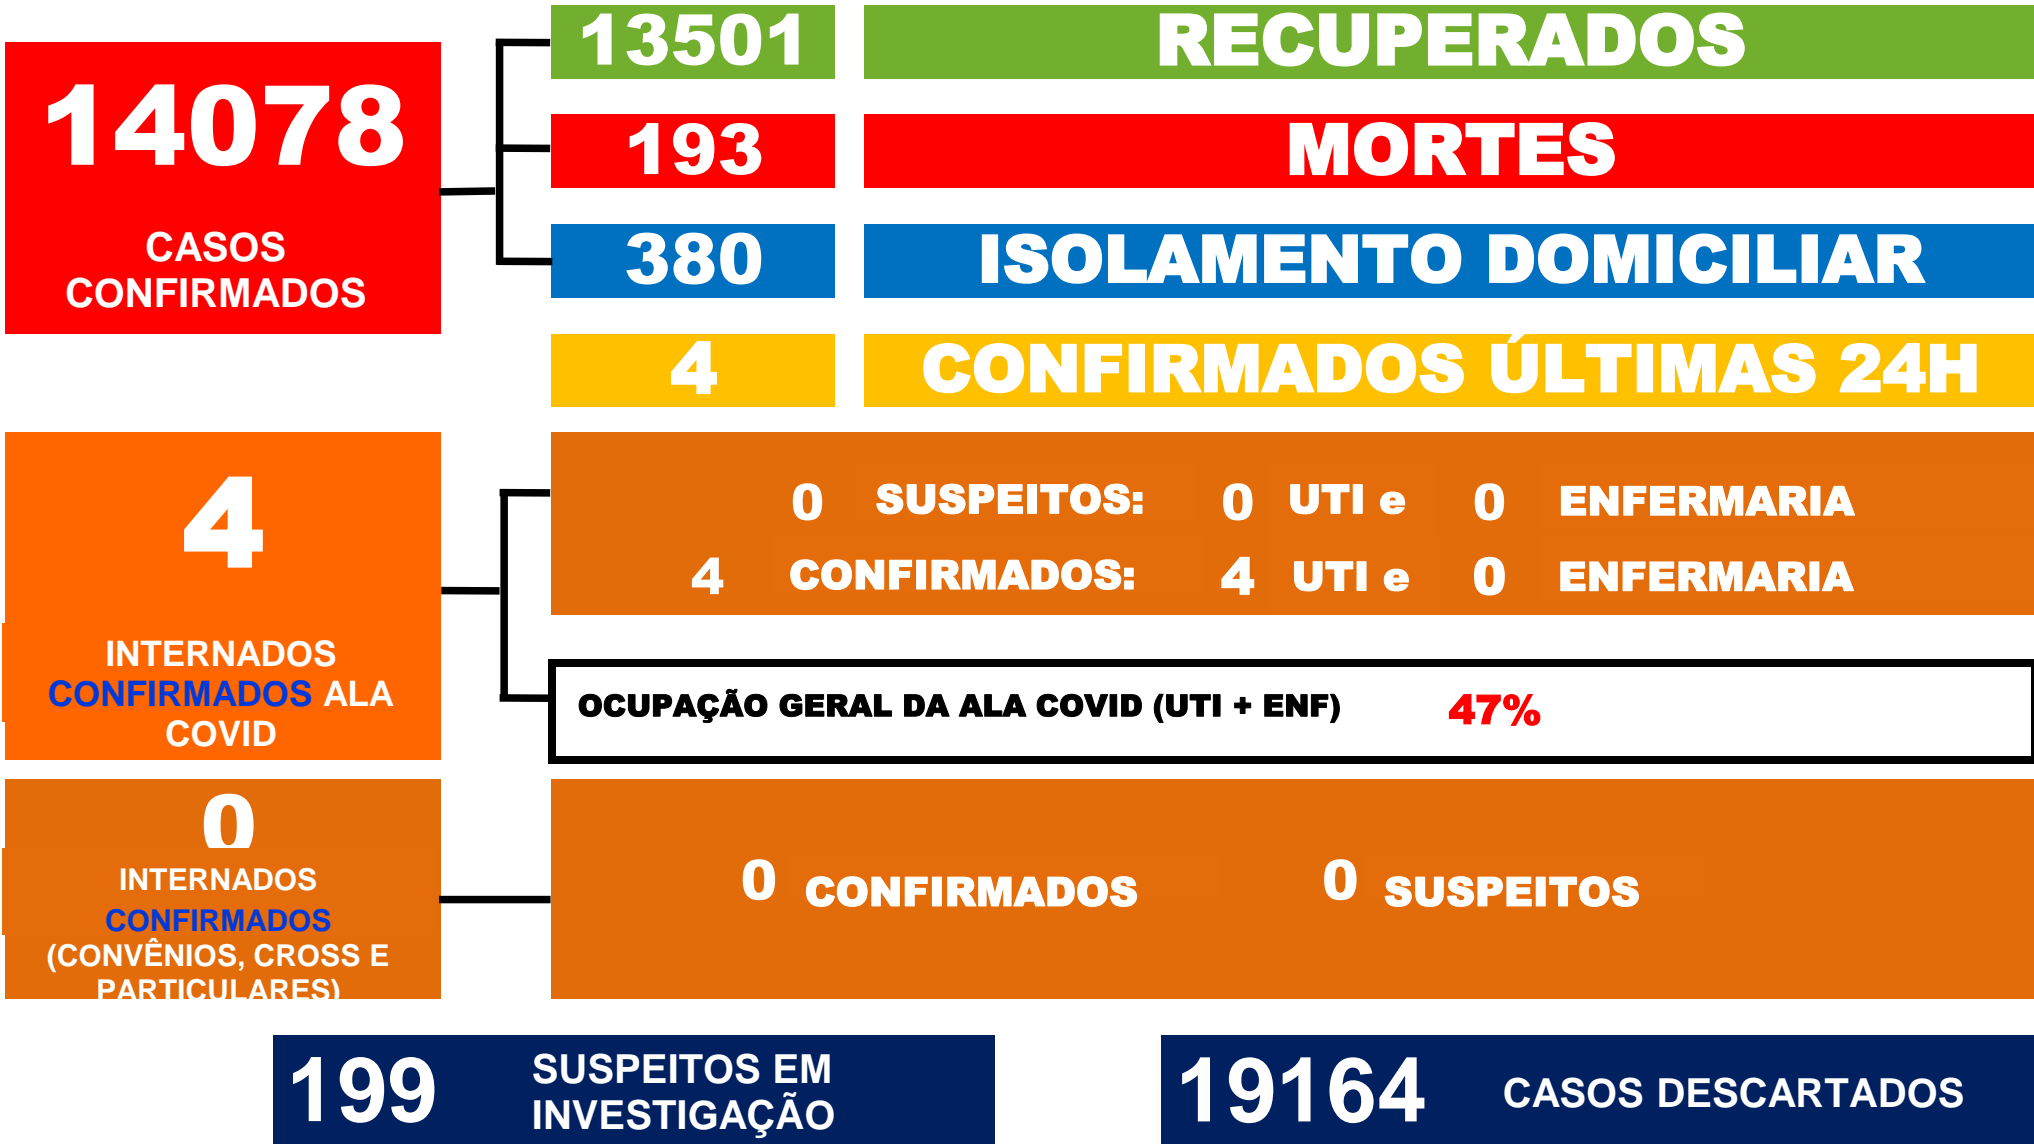 14078
CASOS
CONFIRMADOS
13501 RECUPERADOS
193 MORTES
380 ISOLAMENTO DOMICILIAR
4 CONFIRMADOS ÚLTIMAS 24H
4
INTERNADOS
CONFIRMADOS ALA
COVID
0 SUSPEITOS: 0 UTI e 0 ENFERMARIA
4 CONFIRMADOS: 4 UTI e 0 ENFERMARIA
OCUPAÇÃO GERAL DA ALA COVID (UTI + ENF) 47%
0
INTERNADOS
CONFIRMADOS
(CONVÊNIOS, CROSS E
PARTICULARES)
0 CONFIRMADOS 0 SUSPEITOS
199 SUSPEITOS EM
INVESTIGAÇÃO
19164 CASOS DESCARTADOS